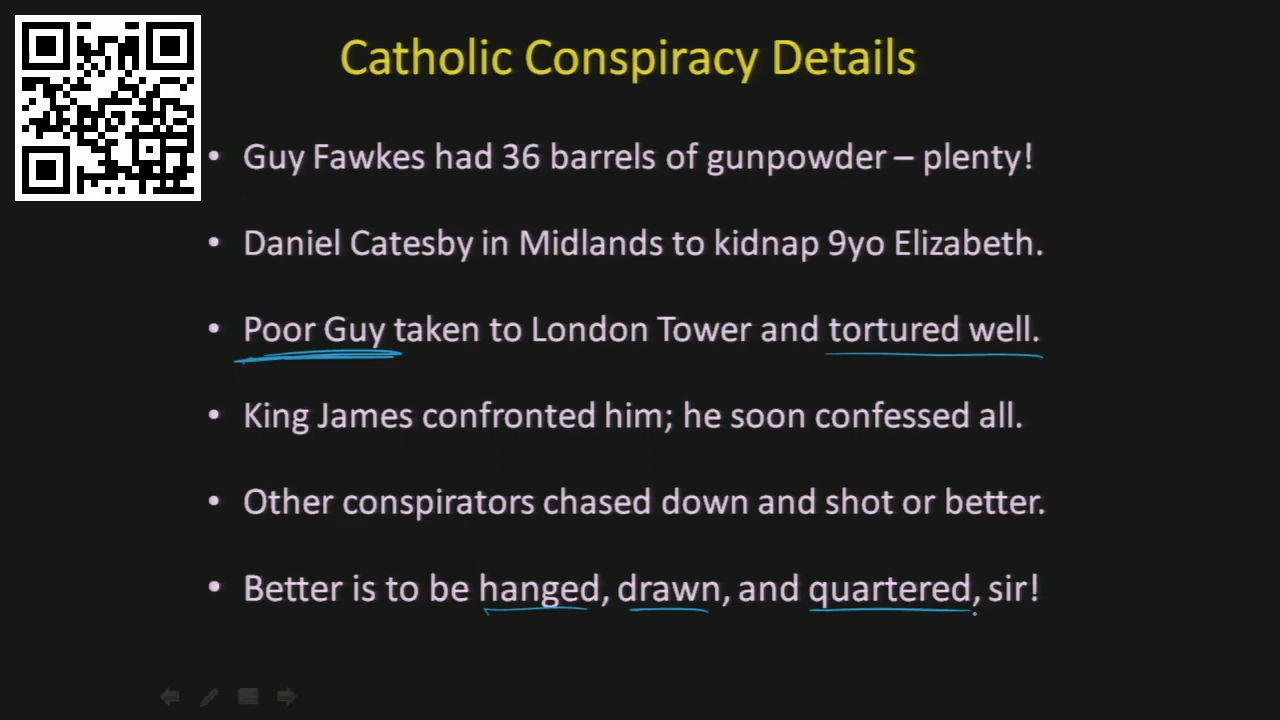 Catholic Conspiracy Details
• Guy Fawkes had 36 barrels of gunpowder – plenty!
• Daniel Catesby in Midlands to kidnap 9yo Elizabeth.
• Poor Guy taken to London Tower and tortured well.
• King James confronted him; he soon confessed all.
• Other conspirators chased down and shot or better.
• Better is to be hanged, drawn, and quartered, sir!